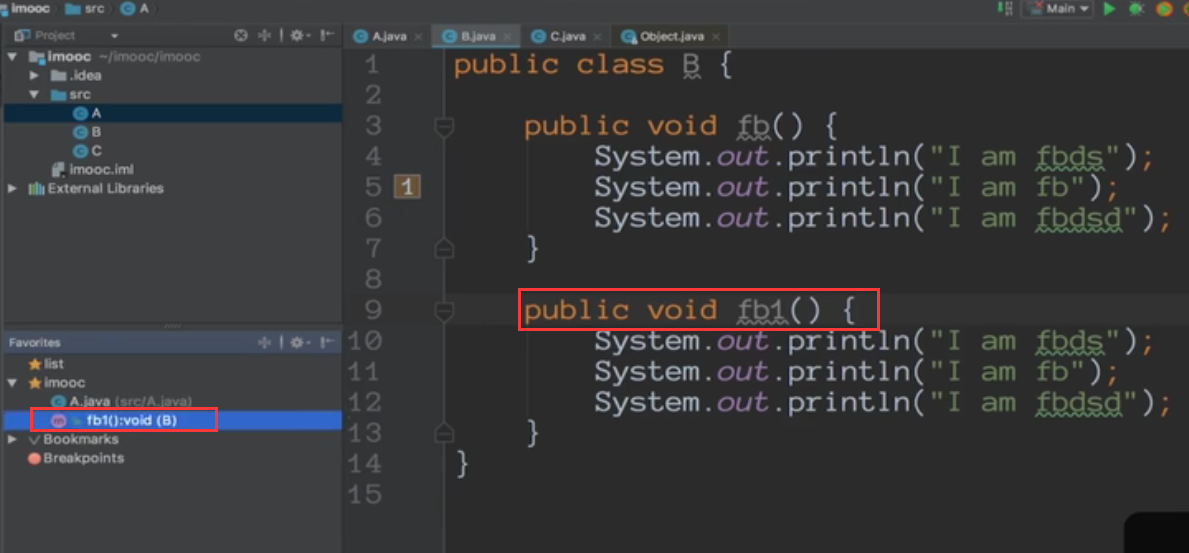 imooc src A
Main
Project
A.java B.java C.java Object.java
imooc ~/imooc/imooc
.idea
src
A
B
C
imooc.iml
External Libraries
Favorites
list
imooc
A.java (src/A.java)
fb1():void (B)
Bookmarks
Breakpoints
1 public class B {
2
3 public void fb() {
4 System.out.println("I am fbds");
5 1 System.out.println("I am fb");
6 System.out.println("I am fbdsd");
7 }
8
9 public void fb1() {
10 System.out.println("I am fbds");
11 System.out.println("I am fb");
12 System.out.println("I am fbdsd");
13 }
14 }
15